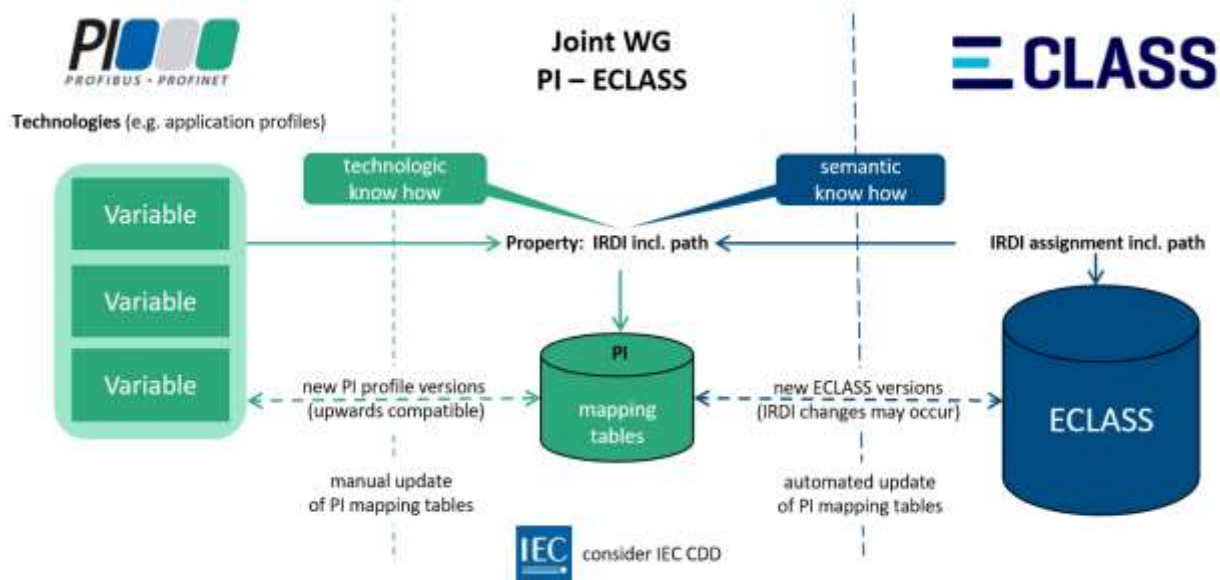 PI
PROFIBUS • PROFINET
Joint WG
PI – ECLASS
ECLASS
Technologies (e.g. application profiles)
technologic
know how
semantic
know how
Variable
Property: IRDI incl. path
IRDI assignment incl. path
Variable
PI
Variable
new PI profile versions
(upwards compatible)
mapping
tables
new ECLASS versions
(IRDI changes may occur)
ECLASS
manual update
of PI mapping tables
automated update
of PI mapping tables
IEC
consider IEC CDD